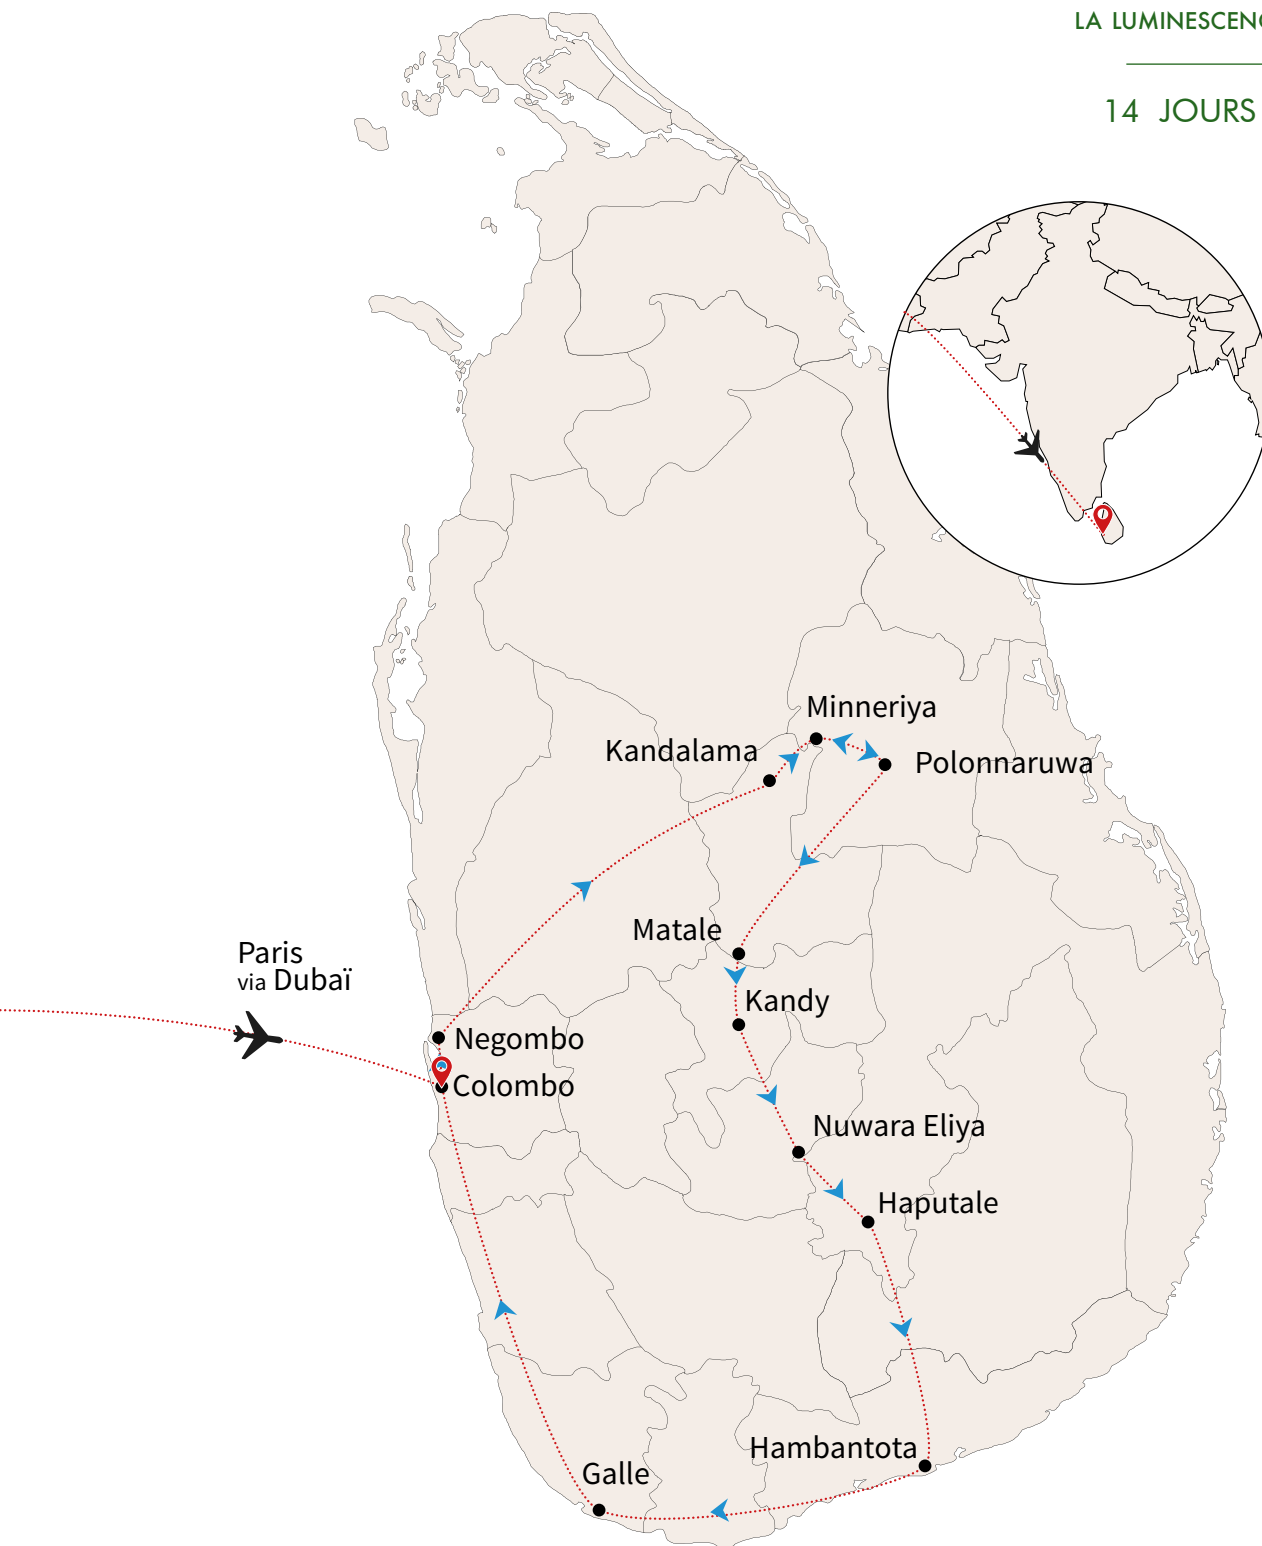 LA LUMINESCENC
14 JOURS
Minneriya
Kandalama
Polonnaruwa
Matale
Paris
via Dubaï
Kandy
Negombo
Colombo
Nuwara Eliya
Haputale
Hambantota
Galle